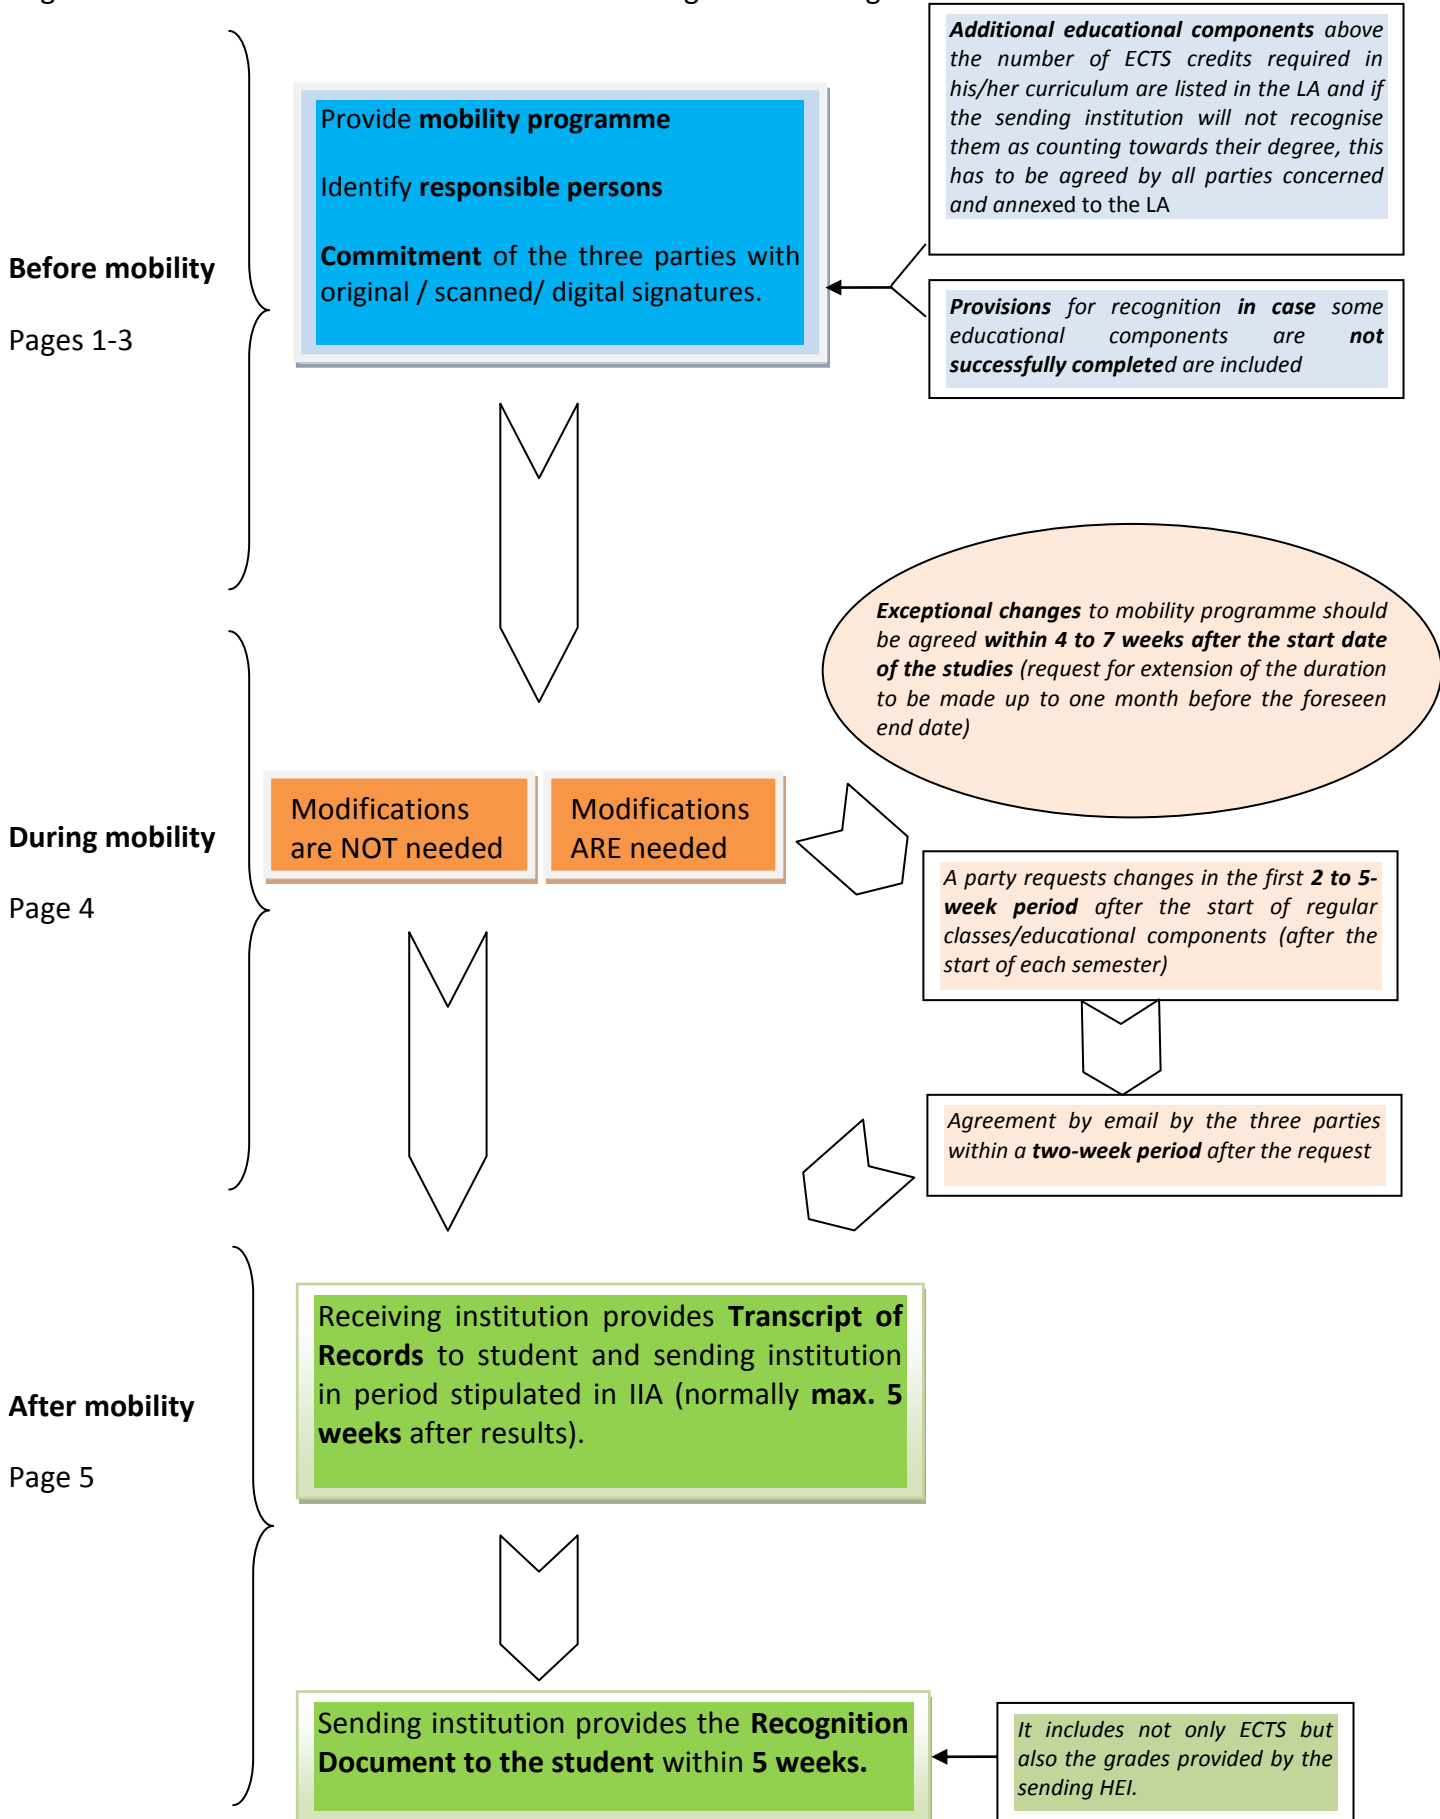 Before mobility
Pages 1-3
Provide mobility programme
Identify responsible persons
Commitment of the three parties with
original / scanned/ digital signatures.
Additional educational components above
the number of ECTS credits required in
his/her curriculum are listed in the LA and if
the sending institution will not recognise
them as counting towards their degree, this
has to be agreed by all parties concerned
and annexed to the LA
Provisions for recognition in case some
educational components are not
successfully completed are included
Exceptional changes to mobility programme should
be agreed within 4 to 7 weeks after the start date
of the studies (request for extension of the duration
to be made up to one month before the foreseen
end date)
During mobility
Page 4
Modifications
are NOT needed
Modifications
ARE needed
A party requests changes in the first 2 to 5-
week period after the start of regular
classes/educational components (after the
start of each semester)
Agreement by email by the three parties
within a two-week period after the request
After mobility
Page 5
Receiving institution provides Transcript of
Records to student and sending institution
in period stipulated in IIA (normally max. 5
weeks after results).
Sending institution provides the Recognition
Document to the student within 5 weeks.
It includes not only ECTS but
also the grades provided by the
sending HEI.